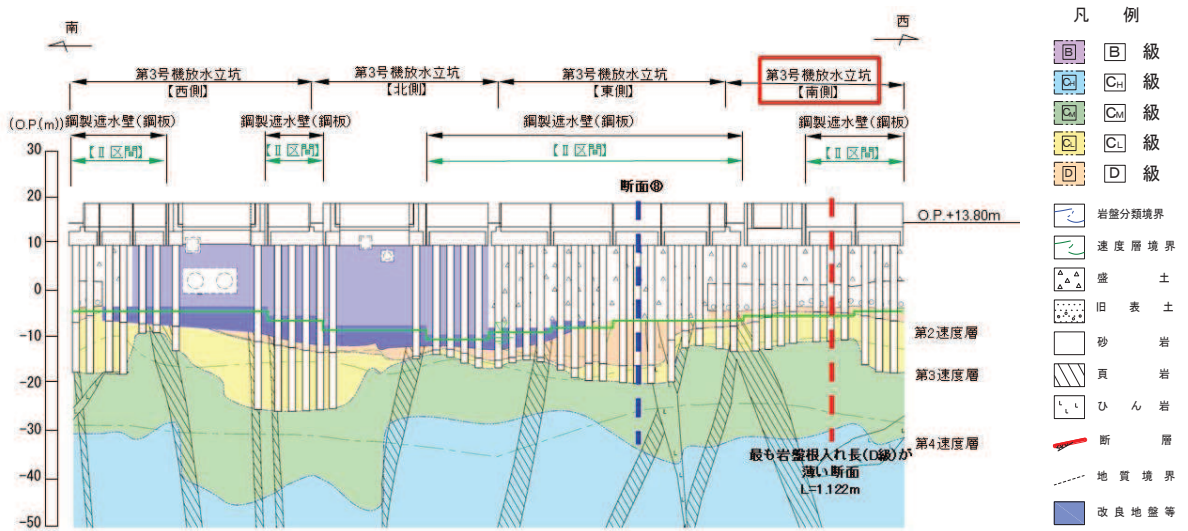 南
西
第3号機放水立坑
【西側】
第3号機放水立坑
【北側】
第3号機放水立坑
【東側】
第3号機放水立坑
【南側】
(O.P.(m))
鋼製遮水壁(鋼板)
【Ⅱ区間】
鋼製遮水壁(鋼板)
【Ⅱ区間】
鋼製遮水壁(鋼板)
【Ⅱ区間】
鋼製遮水壁(鋼板)
【Ⅱ区間】
30
20
10
0
-10
-20
-30
-40
-50
断面⑧
O.P.+13.80m
第2速度層
第3速度層
第4速度層
最も岩盤根入れ長(D級)が
薄い断面
L=1.122m
凡 例
B B 級
CH CH 級
CM CM 級
CL CL 級
D D 級
岩盤分類境界
速度層境界
盛土
旧表土
砂岩
頁岩
ひん岩
断層
地質境界
改良地盤等